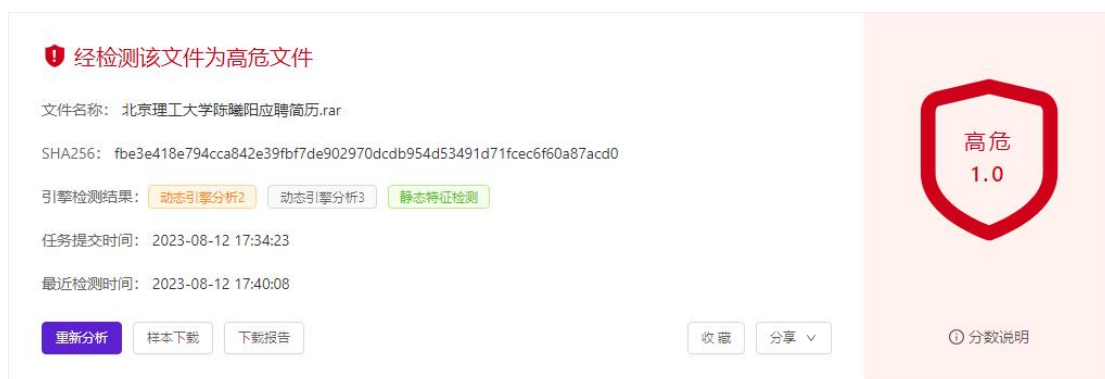 经检测该文件为高危文件
文件名称： 北京理工大学陈曦阳应聘简历.rar
SHA256： fbe3e418e794cca842e39fbf7de902970dcdb954d53491d71fcec6f60a87acd0
引擎检测结果： 动态引擎分析2 动态引擎分析3 静态特征检测
任务提交时间： 2023-08-12 17:34:23
最近检测时间： 2023-08-12 17:40:08
重新分析 样本下载 下载报告 收藏 分享
高危
1.0
分数说明